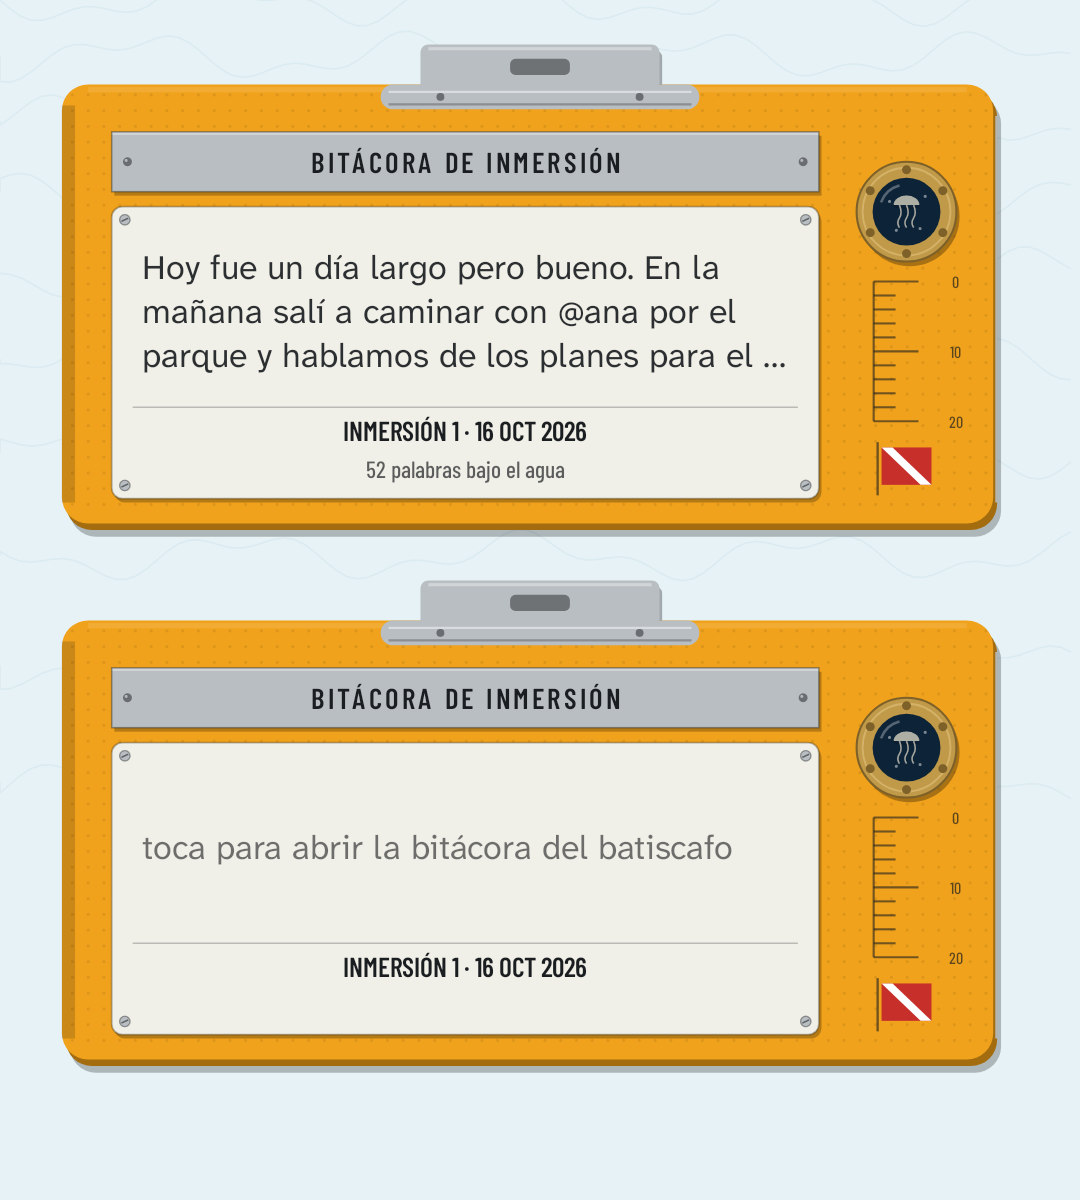 BITÁCORA DE INMERSIÓN
Hoy fue un día largo pero bueno. En la
mañana salí a caminar con @ana por el
parque y hablamos de los planes para el ...
INMERSIÓN 1 · 16 OCT 2026
52 palabras bajo el agua
0
10
20
BITÁCORA DE INMERSIÓN
toca para abrir la bitácora del batiscafo
INMERSIÓN 1 · 16 OCT 2026
0
10
20